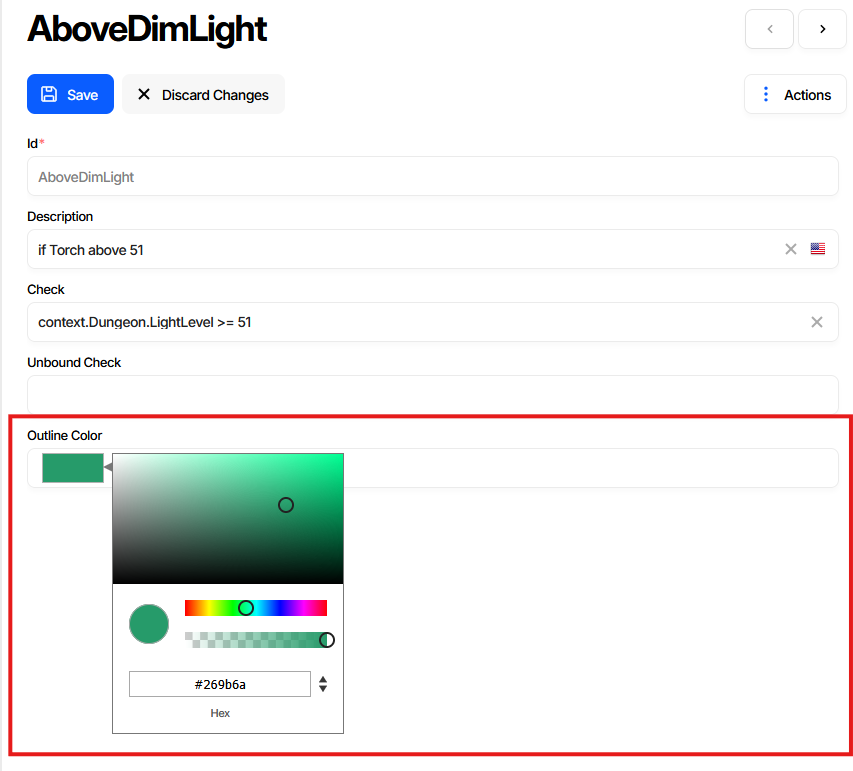 AboveDimLight
Save
Discard Changes
Actions
Id*
AboveDimLight
Description
if Torch above 51
Check
context.Dungeon.LightLevel >= 51
Unbound Check
Outline Color
#269b6a
Hex